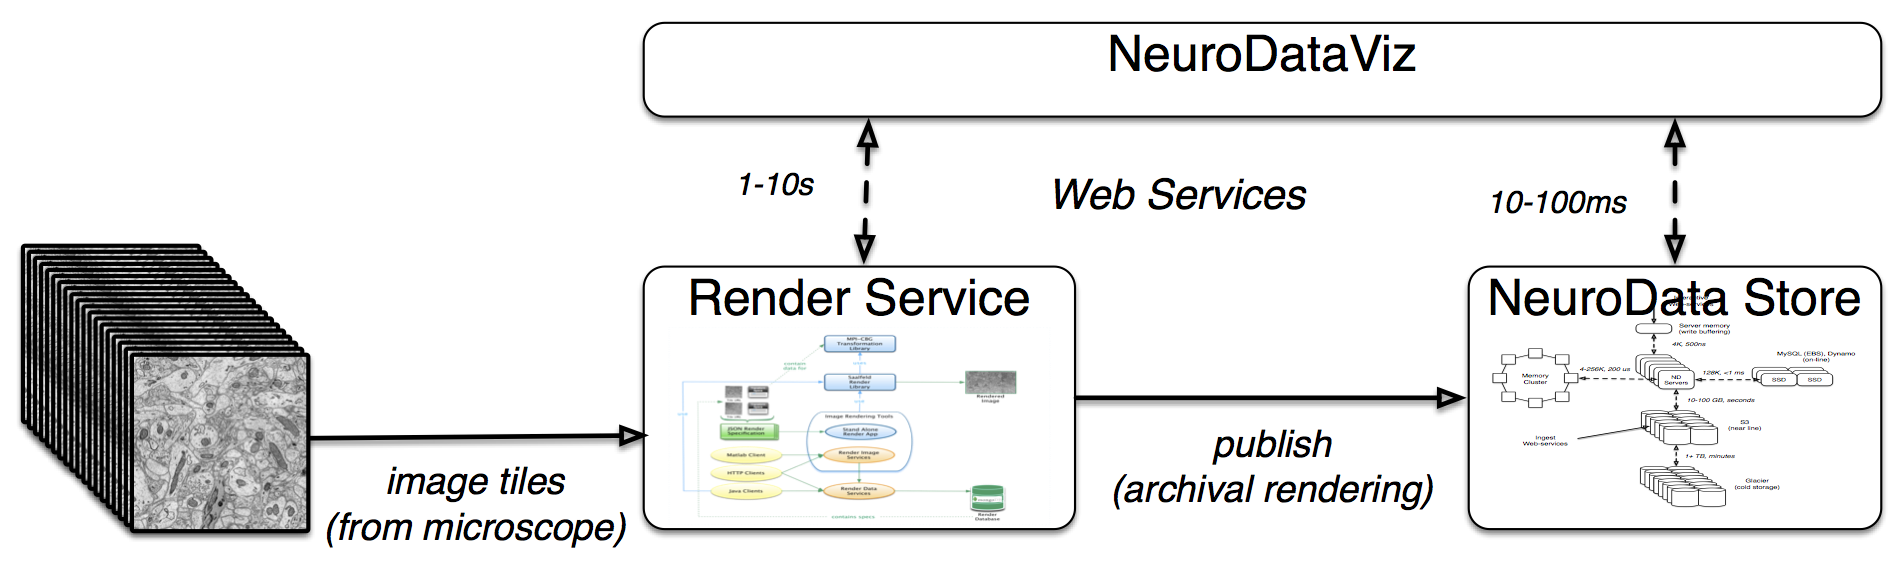 NeuroDataViz
1-10s
Web Services
10-100ms
image tiles
(from microscope)
Render Service
MPI-CBG
Transformation
Library
contain
data for
Saalfeld
Render
Library
Rendered
Image
Image Rendering Tools
JSON Render
Specification
Stand Alone
Render App
Matlab Client
Render Image
Services
HTTP Clients
Java Clients
Render Data
Services
Render
Database
contains specs
publish
(archival rendering)
NeuroData Store
Server memory
(write buffering)
4K, 500ns
MySQL (EBS), Dynamo
(on-line)
Memory
Cluster
4-256K, 200 us
ND
Servers
128K, <1 ms
SSD
SSD
10-100 GB, seconds
S3
(near line)
Ingest
Web-services
1+ TB, minutes
Glacier
(cold storage)